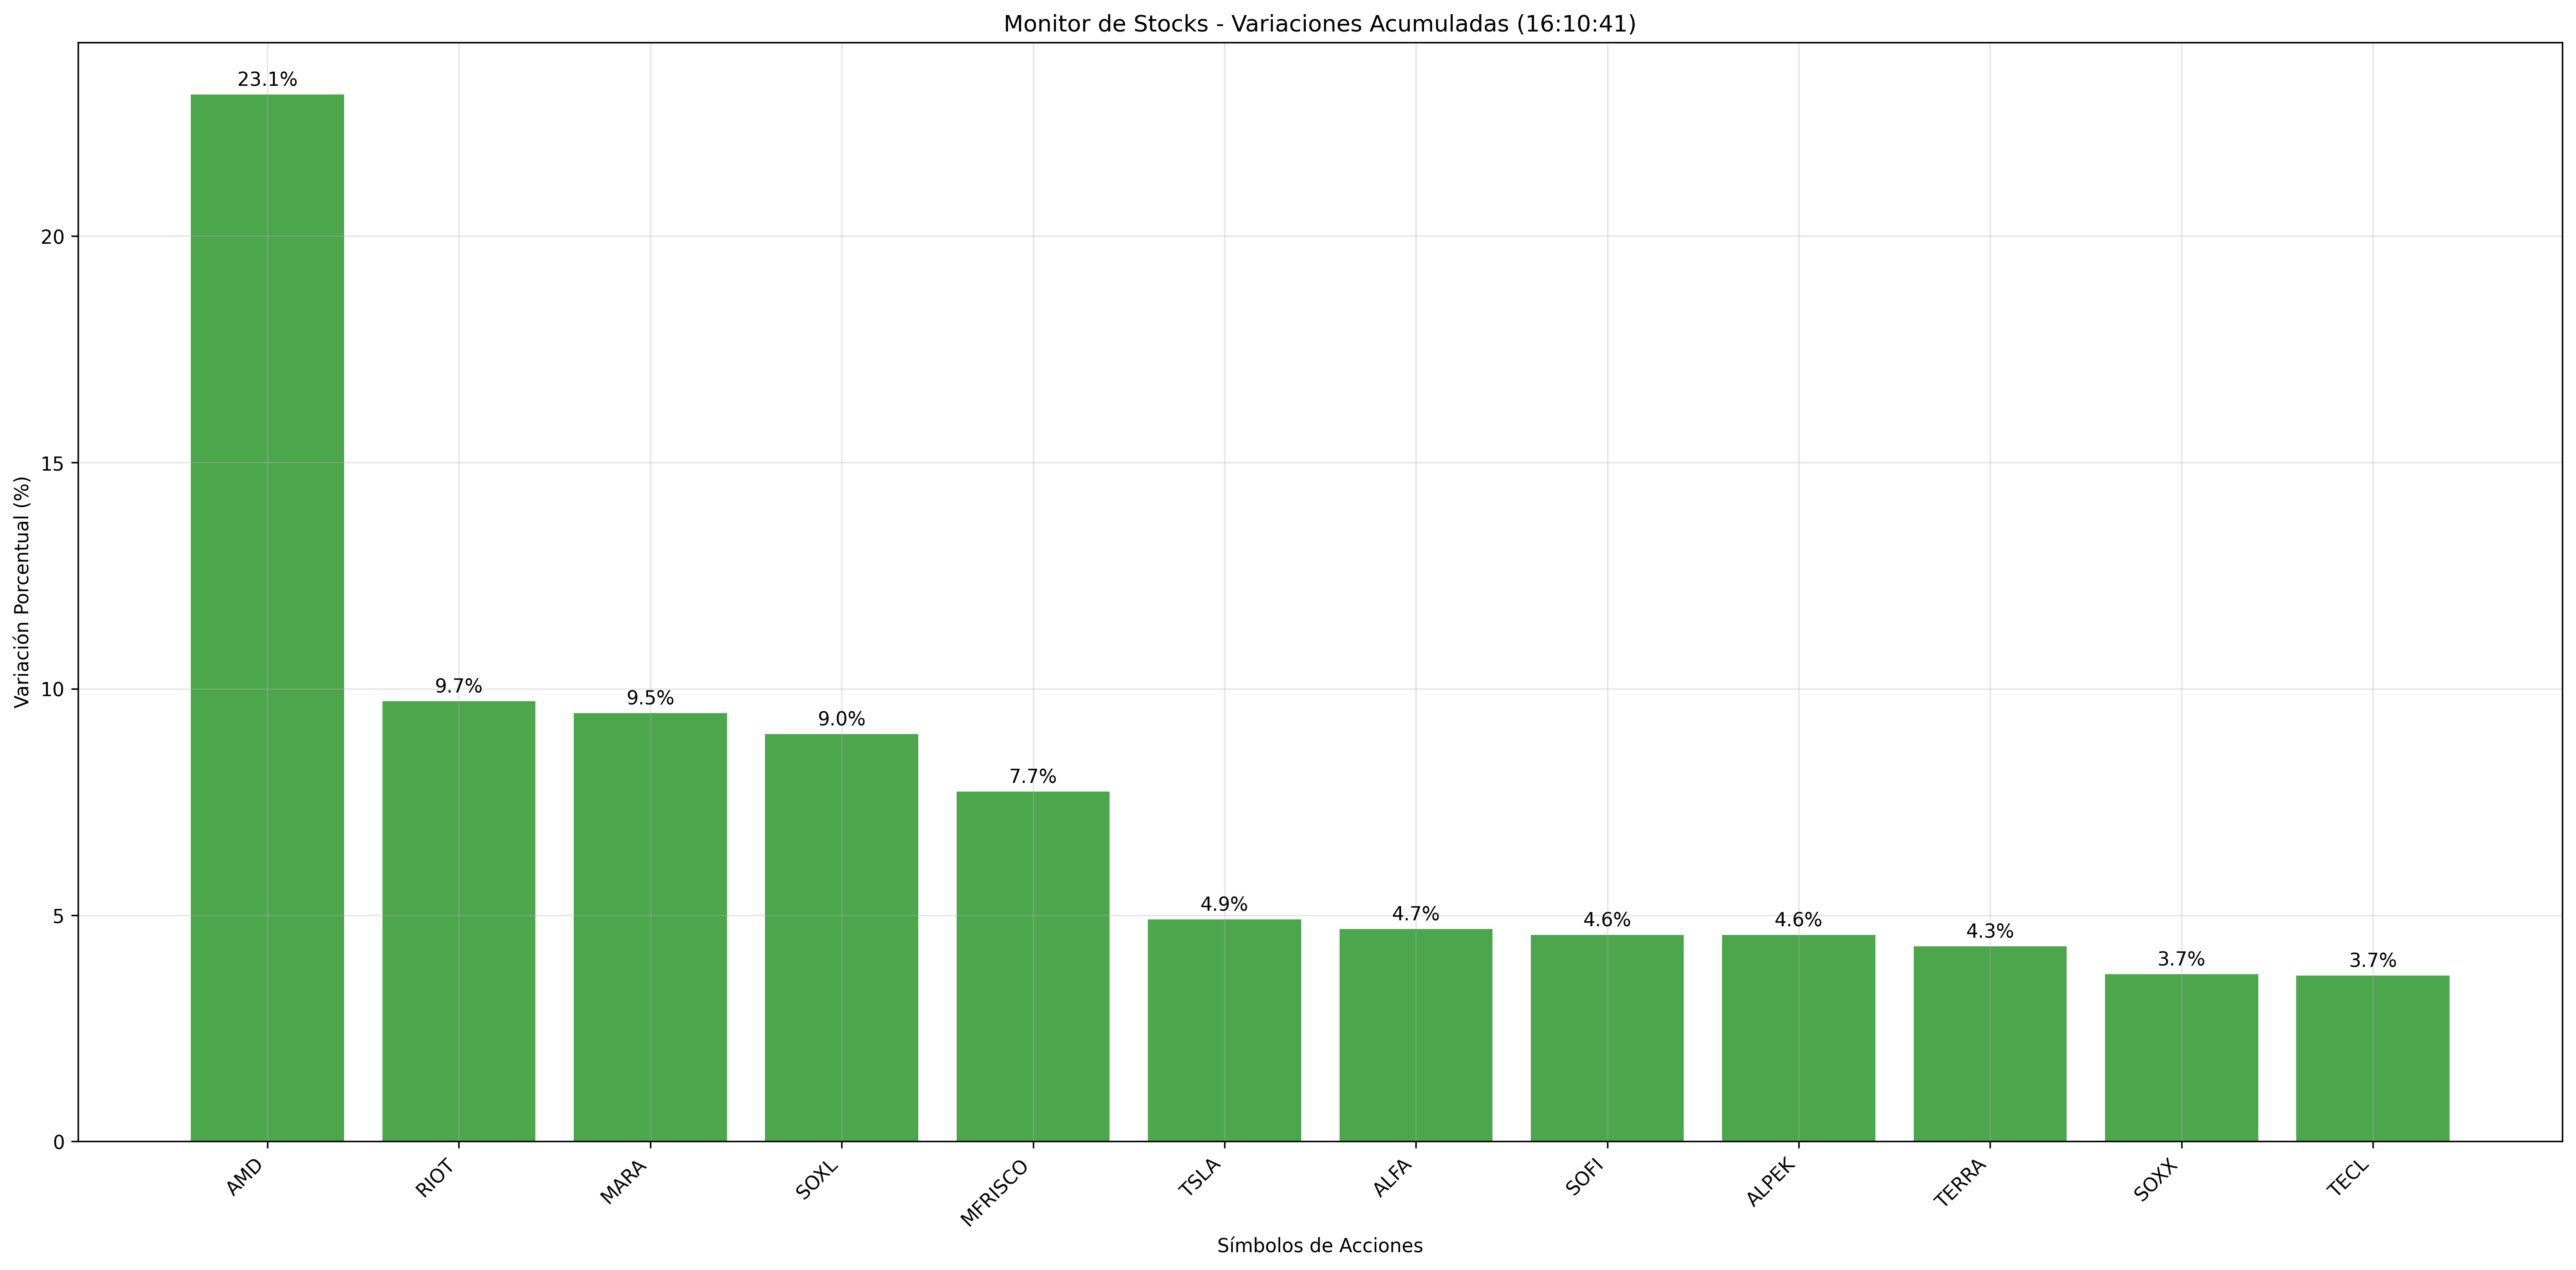 Monitor de Stocks - Variaciones Acumuladas (16:10:41)
Variación Porcentual (%)
20
15
10
5
0
23.1%
9.7%
9.5%
9.0%
7.7%
4.9%
4.7%
4.6%
4.6%
4.3%
3.7%
3.7%
AMD
RIOT
MARA
SOXL
MFRISCO
TSLA
ALFA
SOFI
ALPEK
TERRA
SOXX
TECL
Símbolos de Acciones